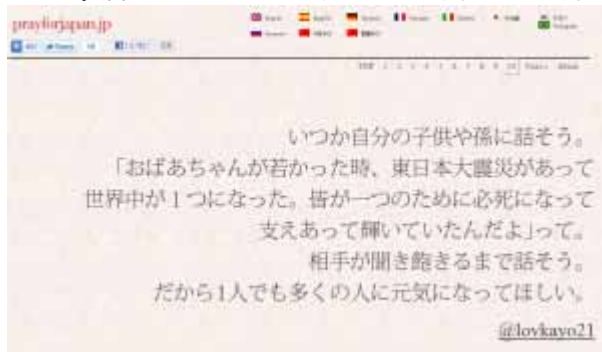 prayforjapan.jp
いつか自分の子供や孫に話そう。
「おばあちゃんが若かった時、東日本大震災があって
世界中が１つになった。皆が一つのために必死になって
支えあって輝いていたんだよ」って。
相手が聞き飽きるまで話そう。
だから1人でも多くの人に元気になってほしい。
@lovkayo21